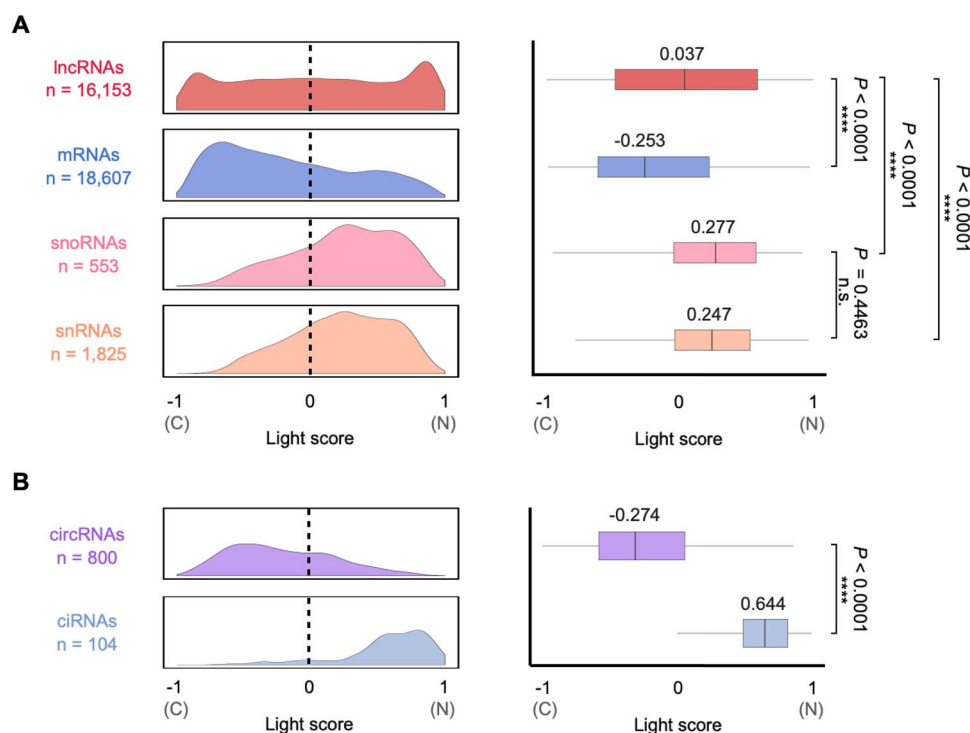 A
lncRNAs
n = 16,153
mRNAs
n = 18,607
snoRNAs
n = 553
snRNAs
n = 1,825
-1
0
1
(C)
(N)
Light score
0.037
-0.253
0.277
0.247
P < 0.0001
****
P < 0.0001
****
P < 0.0001
****
P = 0.4463
n.s.
-1
0
1
(C)
(N)
Light score
B
circRNAs
n = 800
ciRNAs
n = 104
-1
0
1
(C)
(N)
Light score
-0.274
0.644
P < 0.0001
****
-1
0
1
(C)
(N)
Light score